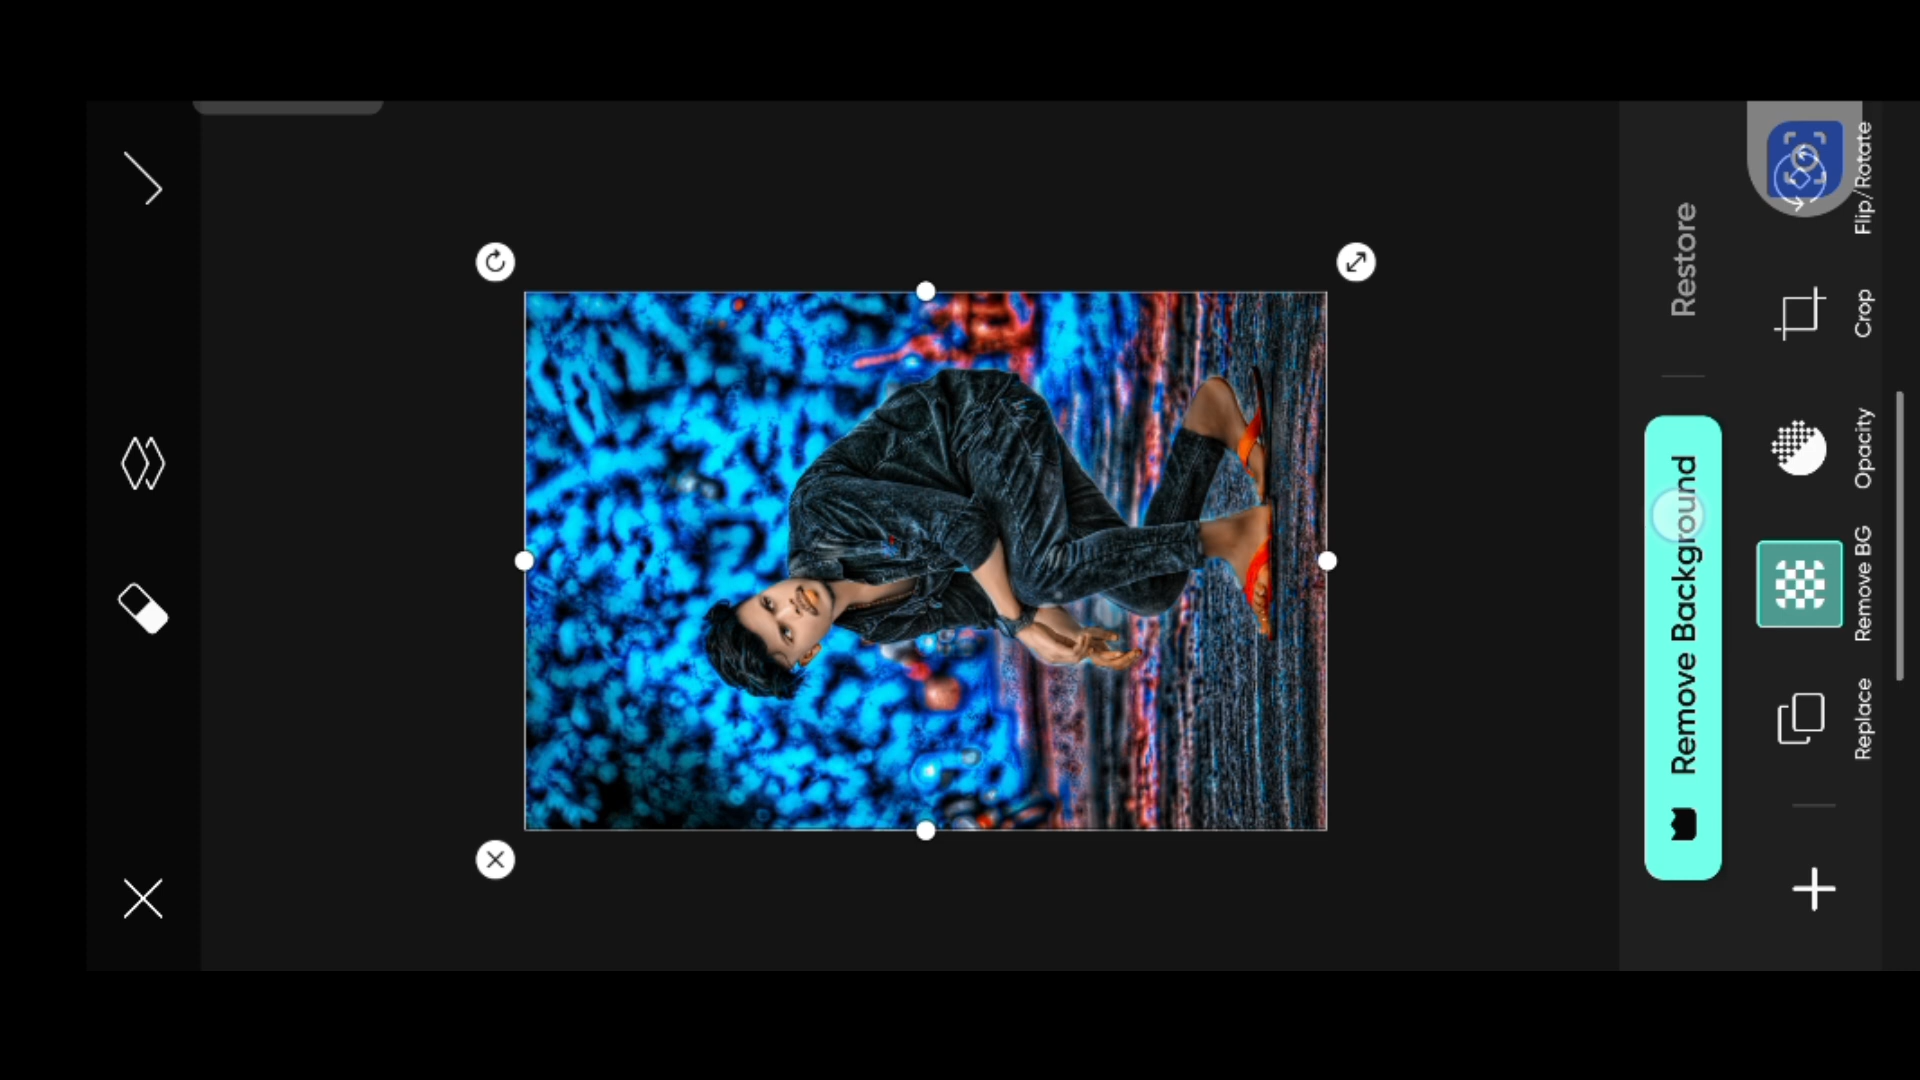 Remove Background
Restore
Replace
Remove BG
Opacity
Crop
Flip/Rotate